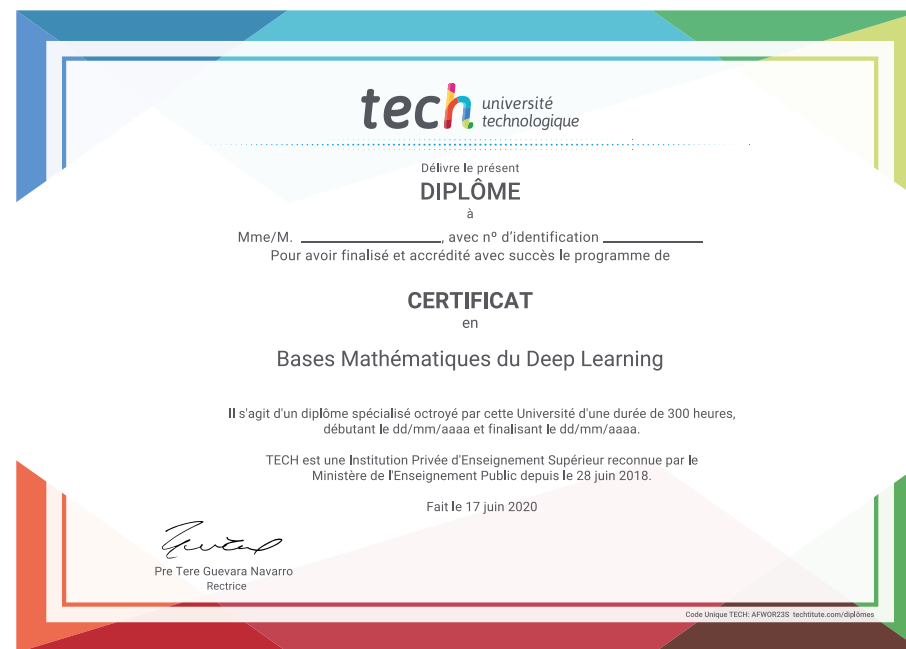 tech université
technologique
Délivre le présent
DIPLÔME
à
Mme/M. ____________________, avec nº d'identification ______________
Pour avoir finalisé et accrédité avec succès le programme de
CERTIFICAT
en
Bases Mathématiques du Deep Learning
Il s'agit d'un diplôme spécialisé octroyé par cette Université d'une durée de 300 heures,
débutant le dd/mm/aaaa et finalisant le dd/mm/aaaa.
TECH est une Institution Privée d'Enseignement Supérieur reconnue par le
Ministère de l'Enseignement Public depuis le 28 juin 2018.
Fait le 17 juin 2020
Pre Tere Guevara Navarro
Rectrice
Code Unique TECH: AFWOR23S techtitute.com/diplômes